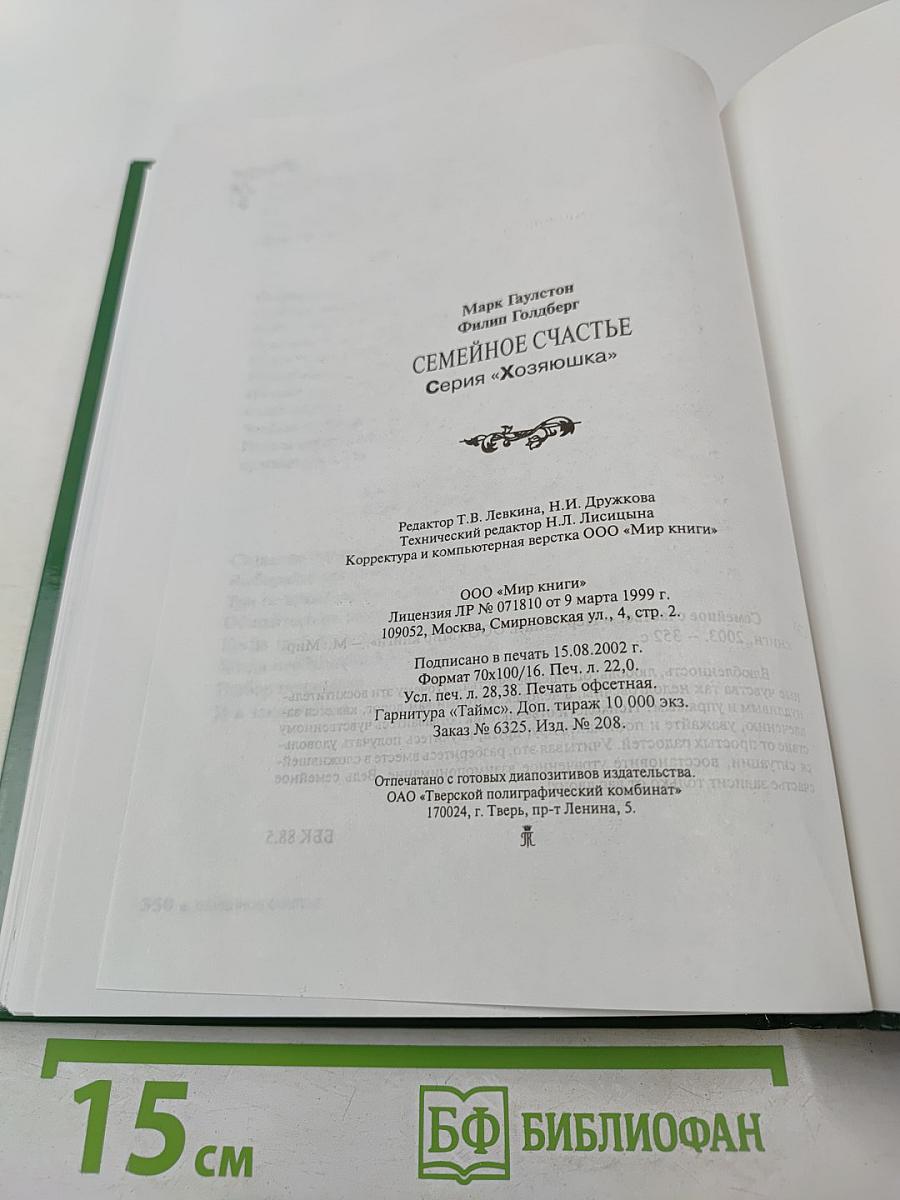 Марк Гаулстон
Филип Голдберг
СЕМЕЙНОЕ СЧАСТЬЕ
Серия «Хозяюшка»
Редактор Т.В. Левкина, Н.И. Дружкова
Технический редактор Н.Л. Лисицына
Корректура и компьютерная верстка ООО «Мир книги»
ООО «Мир книги»
Лицензия ЛР № 071810 от 9 марта 1999 г.
109052, Москва, Смирновская ул., 4, стр. 2.
Подписано в печать 15.08.2002 г.
Формат 70x100/16. Печ. л. 22,0.
Усл. печ. л. 28,38. Печать офсетная.
Гарнитура «Таймс». Доп. тираж 10 000 экз.
Заказ № 6325. Изд. № 208.
Отпечатано с готовых диапозитивов издательства.
ОАО «Тверской полиграфический комбинат»
170024, г. Тверь, пр-т Ленина, 5.
ББК 88.5
15 см
БФ БИБЛИОФАН